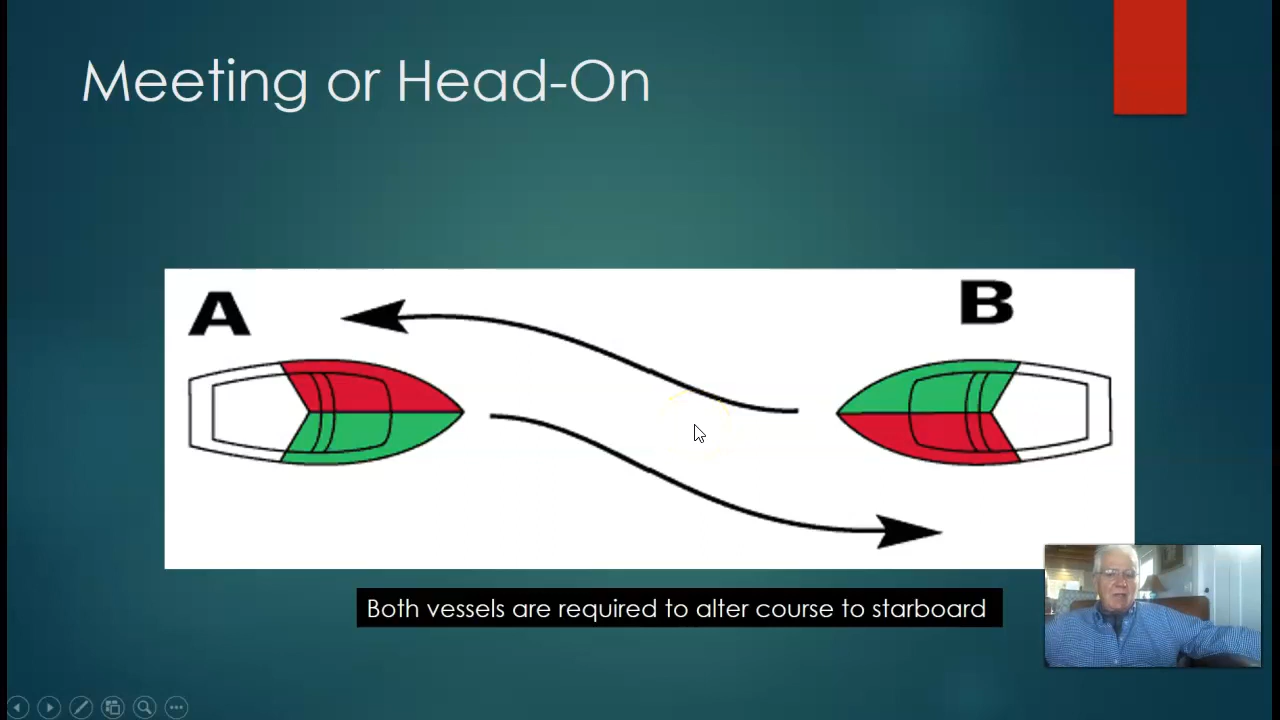 Meeting or Head-On
A
B
Both vessels are required to alter course to starboard